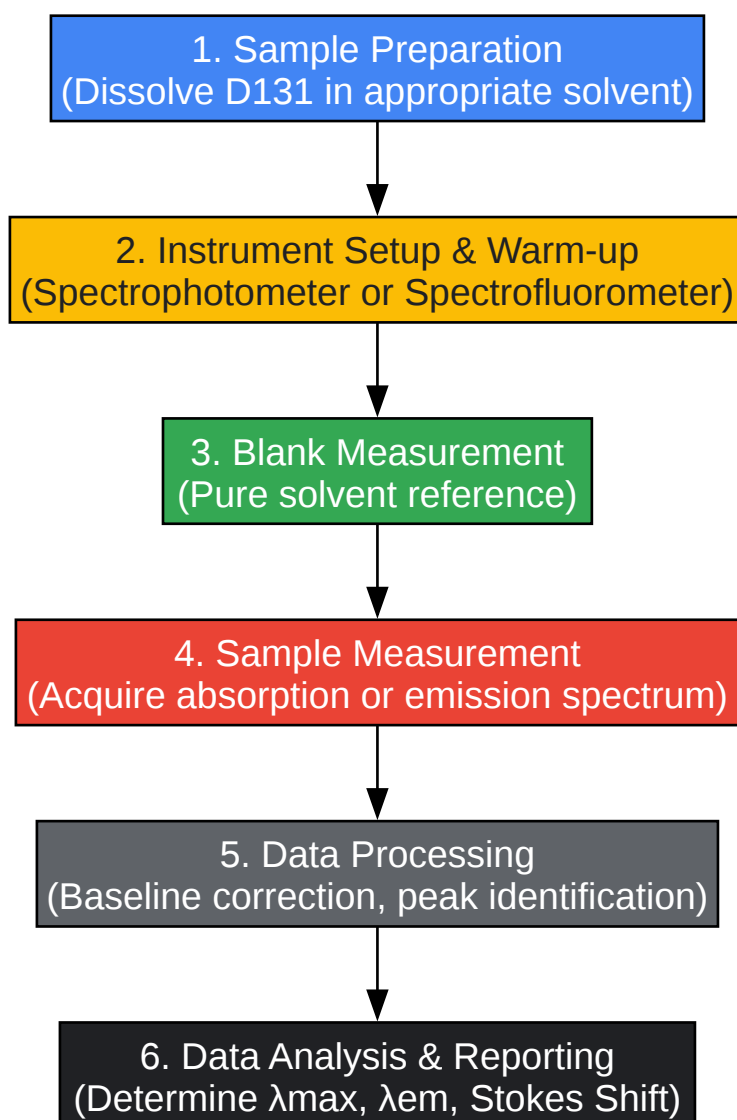 1. Sample Preparation
(Dissolve D131 in appropriate solvent)
2. Instrument Setup & Warm-up
(Spectrophotometer or Spectrofluorometer)
3. Blank Measurement
(Pure solvent reference)
4. Sample Measurement
(Acquire absorption or emission spectrum)
5. Data Processing
(Baseline correction, peak identification)
6. Data Analysis & Reporting
(Determine λmax, λem, Stokes Shift)